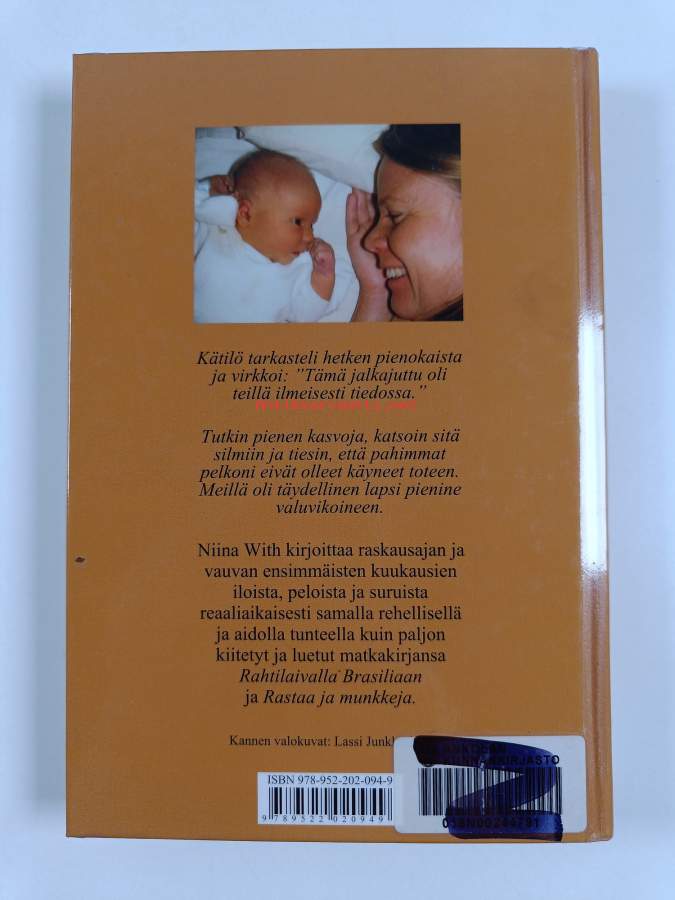 Kätilö tarkasteli hetken pienokaista
ja virkkoi: ”Tämä jalkajuttu oli
teillä ilmeisesti tiedossa.”
Tutkin pienen kasvoja, katsoin sitä
silmiin ja tiesin, että pahimmat
pelkoni eivät olleet käyneet toteen.
Meillä oli täydellinen lapsi pienine
valuvikoineen.
Niina With kirjoittaa raskausajan ja
vauvan ensimmäisten kuukausien
iloista, peloista ja suruista
reaaliaikaisesti samalla rehellisellä
ja aidolla tunteella kuin paljon
kiitetyt ja luetut matkakirjansa
Rahtilaivalla Brasiliaan
ja Rastaa ja munkkeja.
Kannen valokuvat: Lassi
ISBN 978-952-202-094-9
9 789522 020949